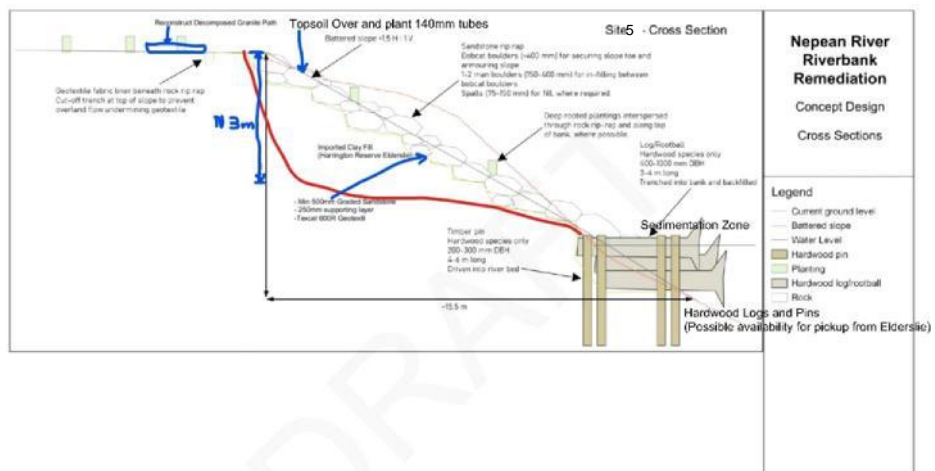 Reconstruct Decomposed Granite Path
Topsoil Over and plant 140mm tubes
Battered slope ~1.5 H : 1 V
Site5 - Cross Section
Sandstone rip rap
Bobcat boulders (>600 mm) for securing slope toe and
armouring slope
1-2 man boulders (150-600 mm) for in-filling between
bobcat boulders
Spalls (75-150 mm) for fill, where required
Geotextile fabric liner beneath rock rip rap
Cut-off trench at top of slope to prevent
overland flow undermining geotextile
~3m
Deep rooted plantings interspersed
through rock rip-rap and along top
of bank, where possible
Imported Clay Fill
(Harrington Reserve Elderslie)
Log/Rootball
Hardwood species only
400-1000 mm DBH
3-4 m long
Trenched into bank and backfilled
- Min 500mm Graded Sandstone
- 250mm supporting layer
Sedimentation Zone
Timber pin
Hardwood species only
200-300 mm DBH
4-6 m long
Driven into river bed
~15.5 m
Hardwood Logs and Pins
(Possible availability for pickup from Elderslie)
Nepean River
Riverbank
Remediation
Concept Design
Cross Sections
Legend
Current ground level
Battered slope
Water Level
Hardwood pin
Planting
Hardwood log/rootball
Rock
DRAFT